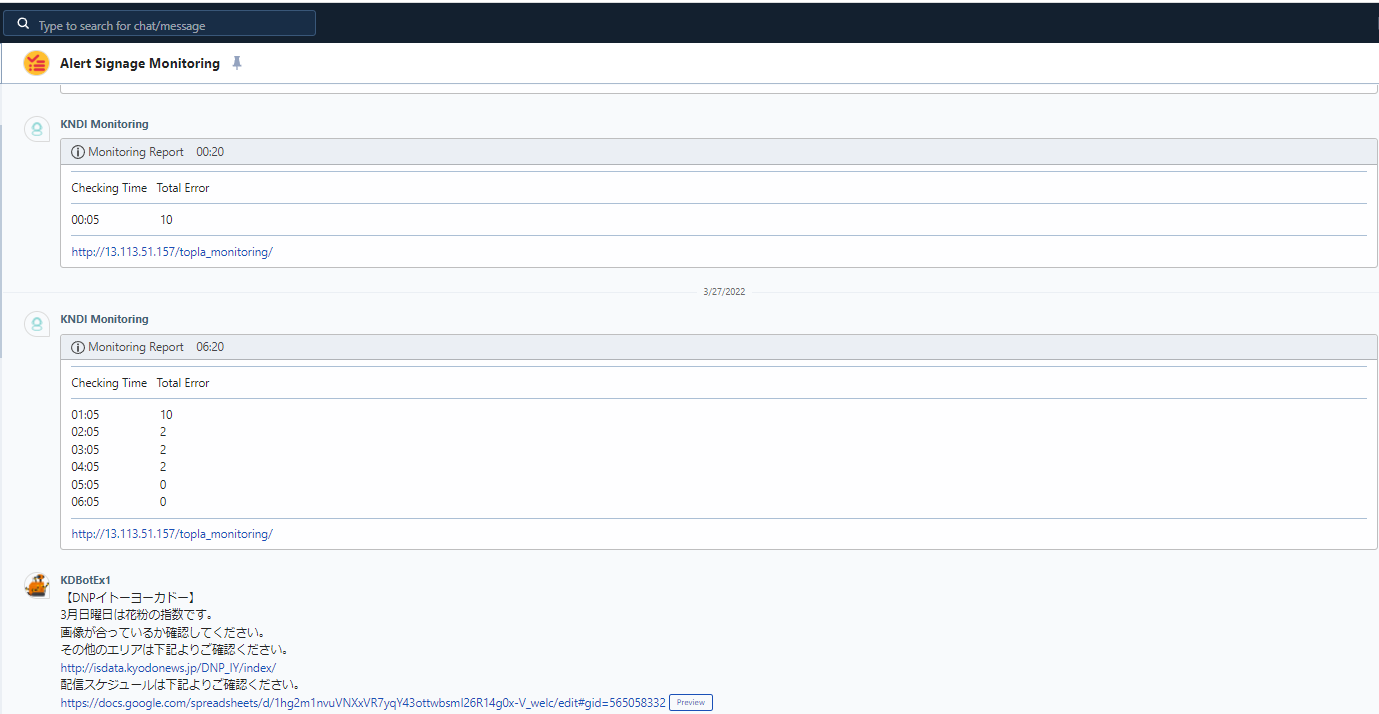 Type to search for chat/message
Alert Signage Monitoring
KNDI Monitoring
Monitoring Report 00:20
Checking Time Total Error
00:05 10
http://13.113.51.157/topla_monitoring/
3/27/2022
KNDI Monitoring
Monitoring Report 06:20
Checking Time Total Error
01:05 10
02:05 2
03:05 2
04:05 2
05:05 0
06:05 0
http://13.113.51.157/topla_monitoring/
KDBotEx1
【DNPイトーヨーカドー】
3月日曜日は花粉の指数です。
画像が合っているか確認してください。
その他のエリアは下記よりご確認ください。
http://isdata.kyodonews.jp/DNP_IY/index/
配信スケジュールは下記よりご確認ください。
https://docs.google.com/spreadsheets/d/1hg2m1nvuVNXxVR7yqY43ottwbsmI26R14g0x-V_welc/edit#gid=565058332 Preview